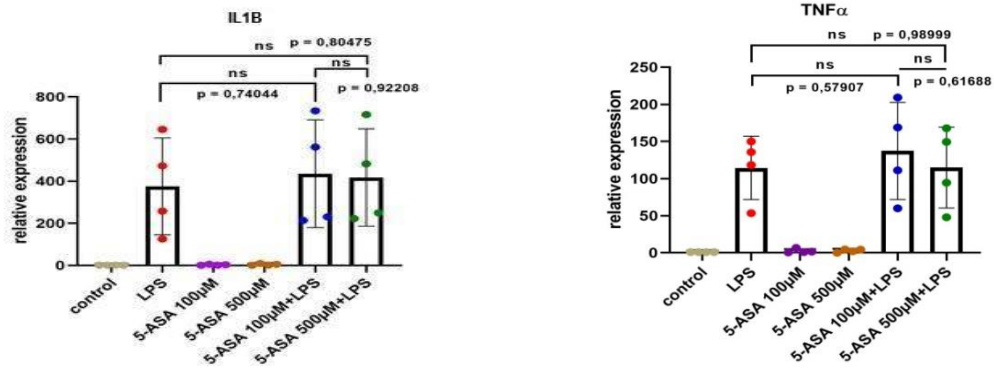 IL1B
ns p = 0,80475
ns ns
p = 0,74044 p = 0,92208
relative expression
800
600
400
200
0
control
LPS
5-ASA 100µM
5-ASA 500µM
5-ASA 100µM+LPS
5-ASA 500µM+LPS
TNFα
ns p = 0,98999
ns ns
p = 0,57907 p = 0,61688
relative expression
250
200
150
100
50
0
control
LPS
5-ASA 100µM
5-ASA 500µM
5-ASA 100µM+LPS
5-ASA 500µM+LPS